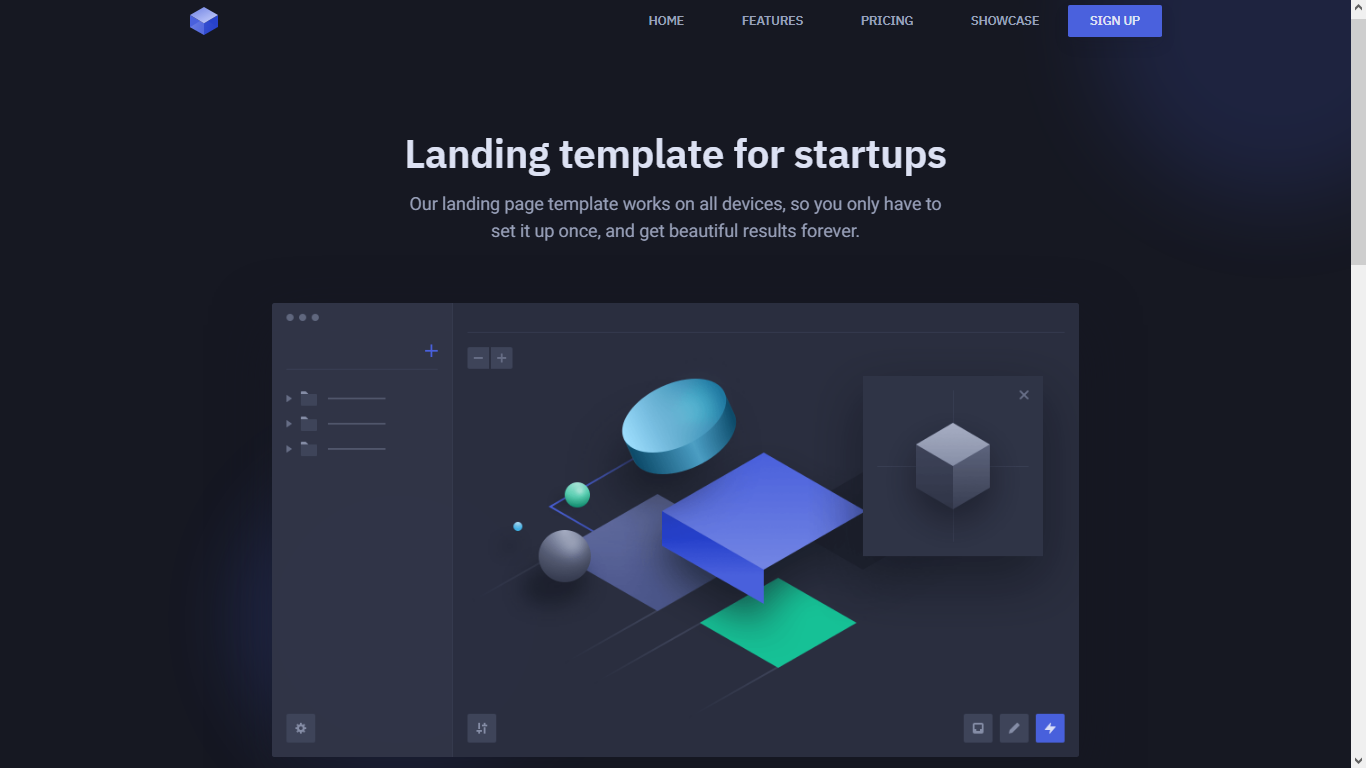 HOME FEATURES PRICING SHOWCASE SIGN UP
Landing template for startups
Our landing page template works on all devices, so you only have to
set it up once, and get beautiful results forever.